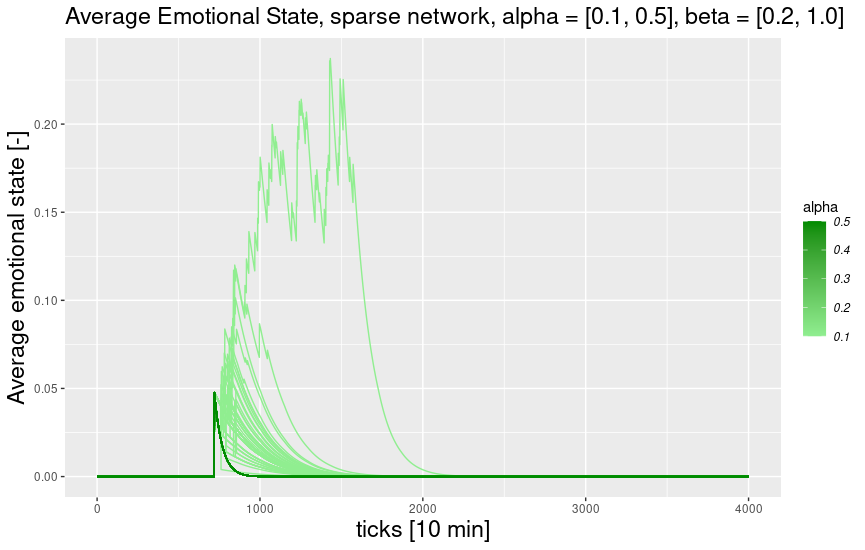 Average Emotional State, sparse network, alpha = [0.1, 0.5], beta = [0.2, 1.0]
Average emotional state [-]
0.20
0.15
0.10
0.05
0.00
0 1000 2000 3000 4000
ticks [10 min]
alpha
0.5
0.4
0.3
0.2
0.1